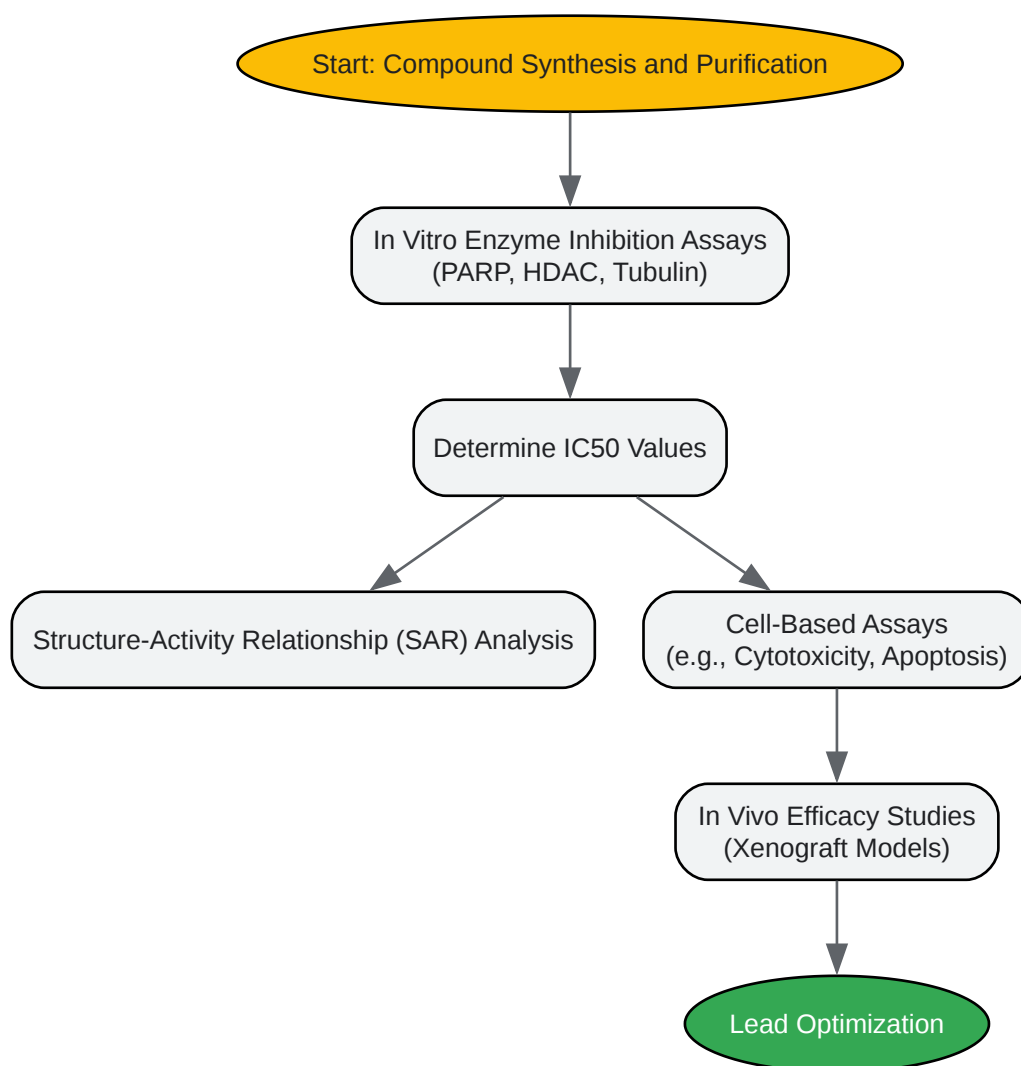 Start: Compound Synthesis and Purification
In Vitro Enzyme Inhibition Assays
(PARP, HDAC, Tubulin)
Determine IC50 Values
Structure-Activity Relationship (SAR) Analysis
Cell-Based Assays
(e.g., Cytotoxicity, Apoptosis)
In Vivo Efficacy Studies
(Xenograft Models)
Lead Optimization